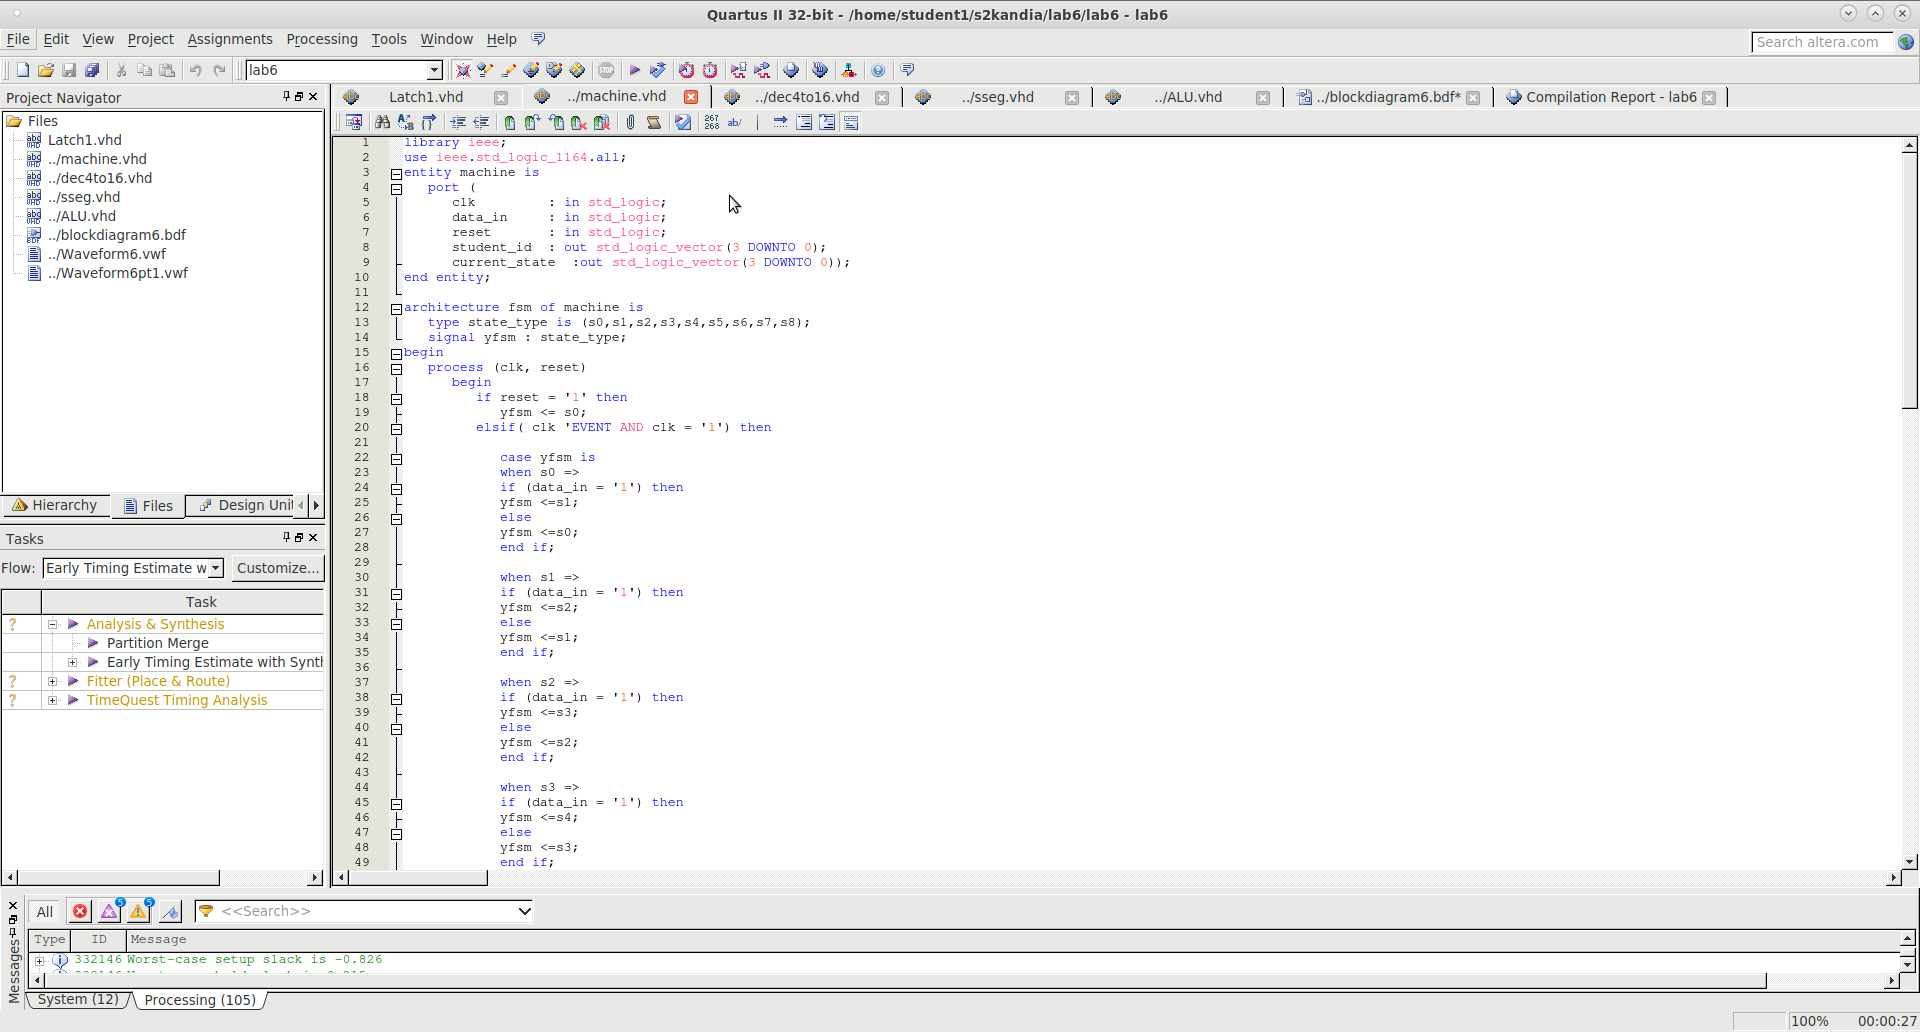 Quartus II 32-bit - /home/student1/s2kandia/lab6/lab6 - lab6
File Edit View Project Assignments Processing Tools Window Help
Search altera.com
lab6
Project Navigator
Files
Latch1.vhd
../machine.vhd
../dec4to16.vhd
../sseg.vhd
../ALU.vhd
../blockdiagram6.bdf
../Waveform6.vwf
../Waveform6pt1.vwf
Hierarchy Files Design Unit
Tasks
Flow: Early Timing Estimate w Customize...
Task
Analysis & Synthesis
Partition Merge
Early Timing Estimate with Synth
Fitter (Place & Route)
TimeQuest Timing Analysis
Latch1.vhd ../machine.vhd ../dec4to16.vhd ../sseg.vhd ../ALU.vhd ../blockdiagram6.bdf* Compilation Report - lab6
267
268 ab/
1 library ieee;
2 use ieee.std_logic_1164.all;
3 entity machine is
4 port (
5 clk : in std_logic;
6 data_in : in std_logic;
7 reset : in std_logic;
8 student_id : out std_logic_vector(3 DOWNTO 0);
9 current_state :out std_logic_vector(3 DOWNTO 0));
10 end entity;
11
12 architecture fsm of machine is
13 type state_type is (s0,s1,s2,s3,s4,s5,s6,s7,s8);
14 signal yfsm : state_type;
15 begin
16 process (clk, reset)
17 begin
18 if reset = '1' then
19 yfsm <= s0;
20 elsif( clk 'EVENT AND clk = '1') then
21
22 case yfsm is
23 when s0 =>
24 if (data_in = '1') then
25 yfsm <=s1;
26 else
27 yfsm <=s0;
28 end if;
29
30 when s1 =>
31 if (data_in = '1') then
32 yfsm <=s2;
33 else
34 yfsm <=s1;
35 end if;
36
37 when s2 =>
38 if (data_in = '1') then
39 yfsm <=s3;
40 else
41 yfsm <=s2;
42 end if;
43
44 when s3 =>
45 if (data_in = '1') then
46 yfsm <=s4;
47 else
48 yfsm <=s3;
49 end if;
Messages
All 5 5 <<Search>>
Type ID Message
332146 Worst-case setup slack is -0.826
System (12) Processing (105)
100% 00:00:27